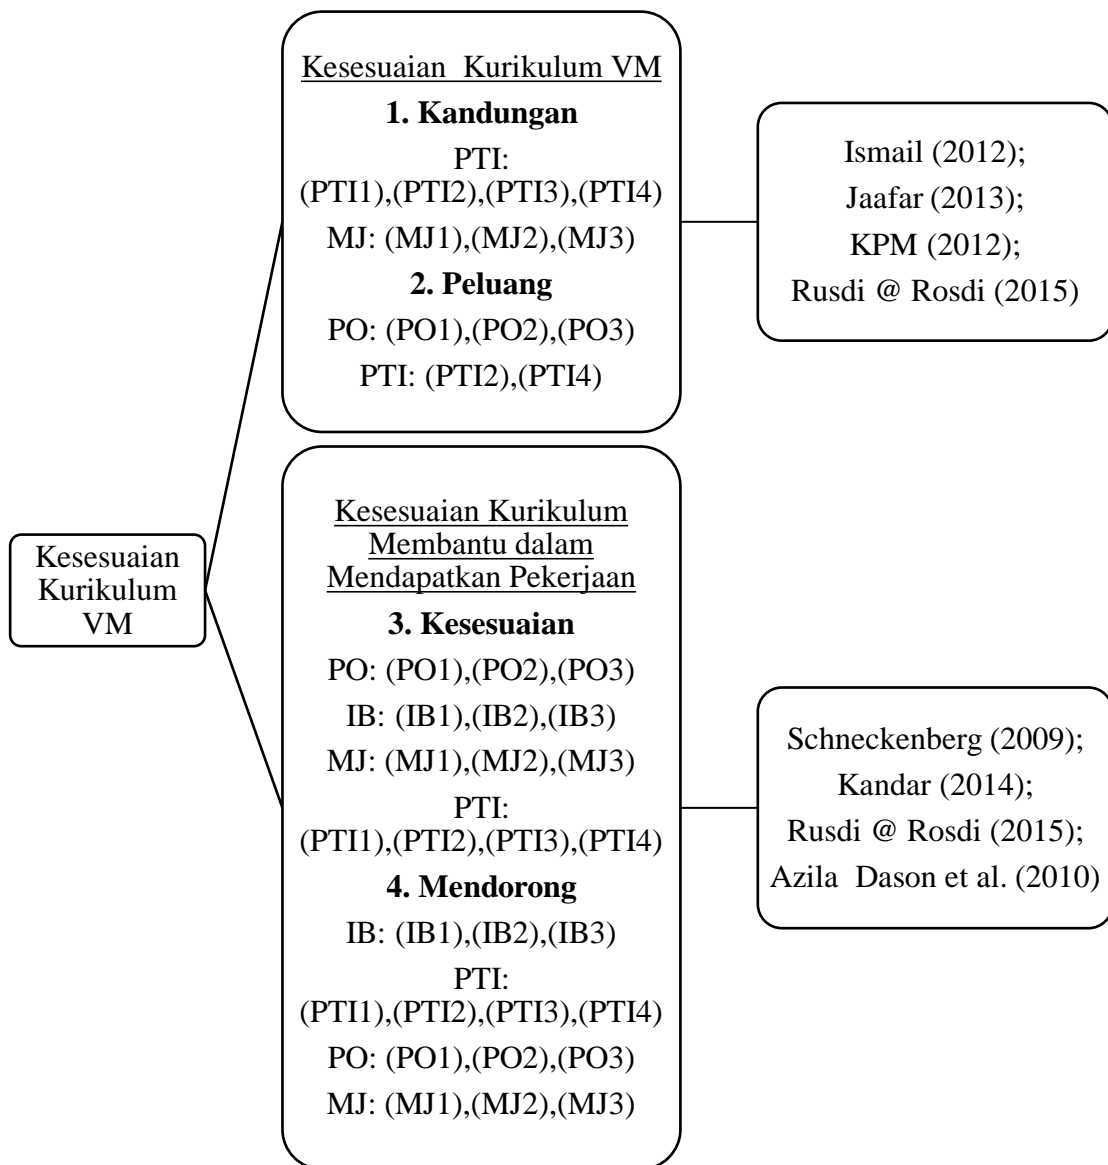 Kesesuaian Kurikulum VM
1. Kandungan
PTI:
(PTI1),(PTI2),(PTI3),(PTI4)
MJ: (MJ1),(MJ2),(MJ3)
2. Peluang
PO: (PO1),(PO2),(PO3)
PTI: (PTI2),(PTI4)
Ismail (2012);
Jaafar (2013);
KPM (2012);
Rusdi @ Rosdi (2015)
Kesesuaian
Kurikulum
VM
Kesesuaian Kurikulum
Membantu dalam
Mendapatkan Pekerjaan
3. Kesesuaian
PO: (PO1),(PO2),(PO3)
IB: (IB1),(IB2),(IB3)
MJ: (MJ1),(MJ2),(MJ3)
PTI:
(PTI1),(PTI2),(PTI3),(PTI4)
4. Mendorong
IB: (IB1),(IB2),(IB3)
PTI:
(PTI1),(PTI2),(PTI3),(PTI4)
PO: (PO1),(PO2),(PO3)
MJ: (MJ1),(MJ2),(MJ3)
Schneckenberg (2009);
Kandar (2014);
Rusdi @ Rosdi (2015);
Azila Dason et al. (2010)